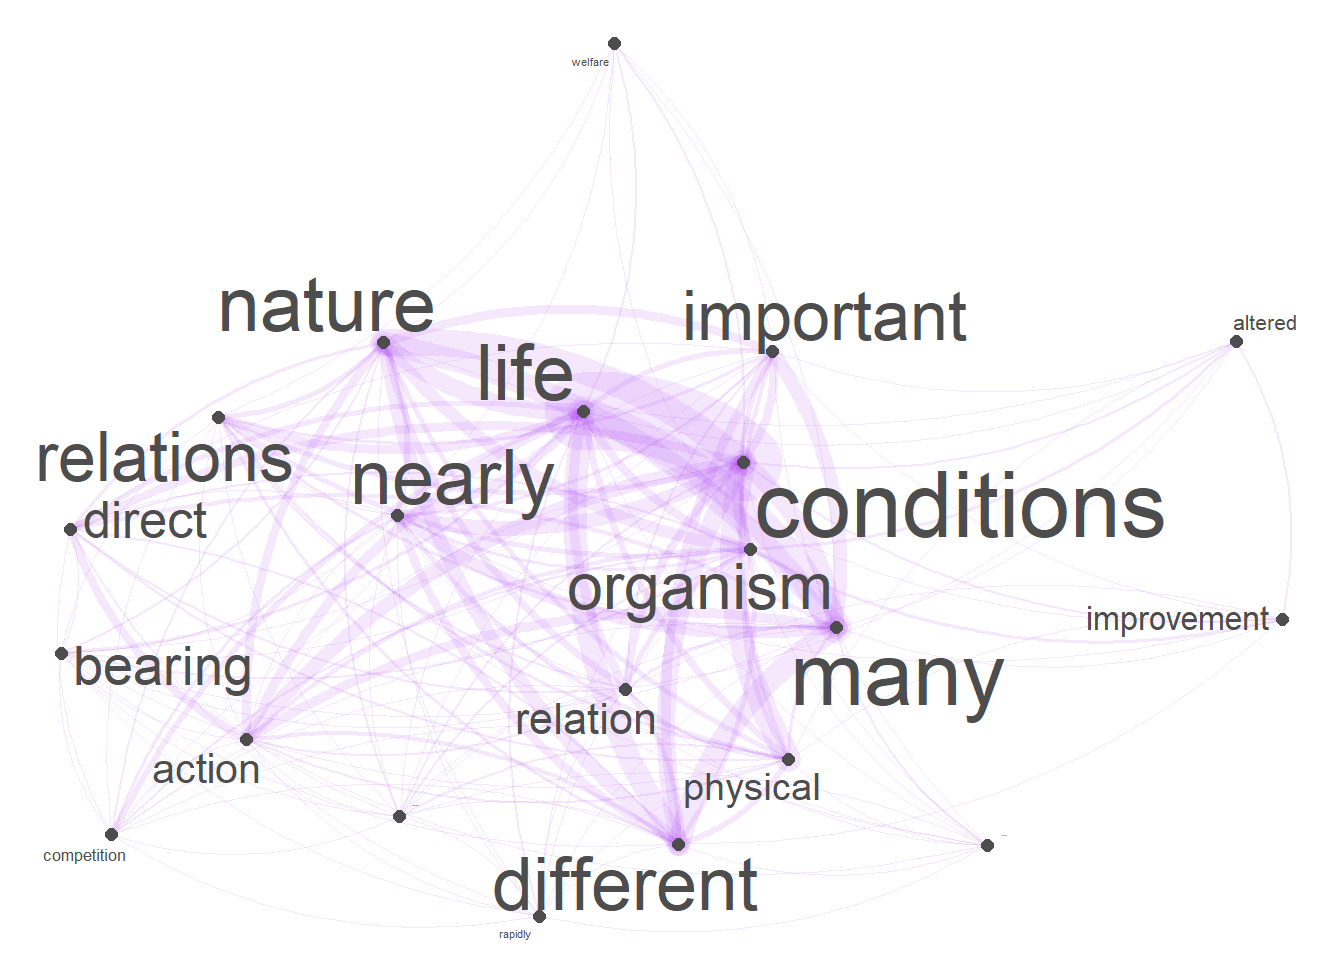 welfare
nature
important
altered
life
relations
nearly
conditions
direct
organism
improvement
bearing
many
relation
action
physical
competition
different
rapidly